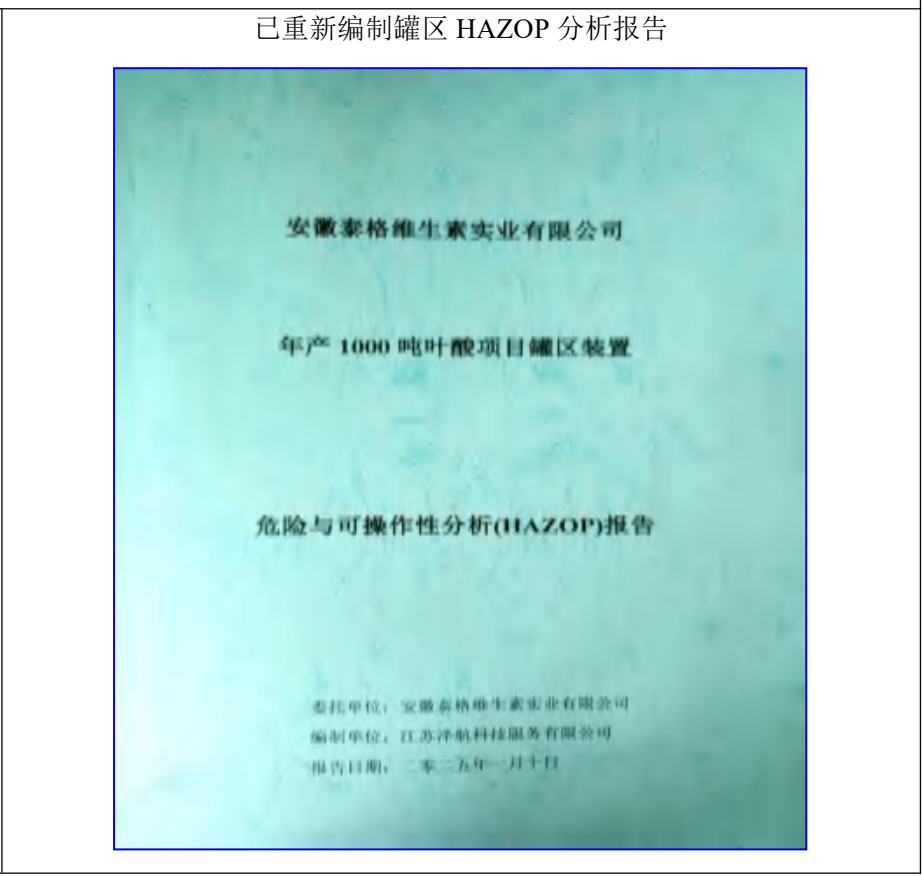 已重新编制罐区 HAZOP 分析报告
安徽泰格维生素实业有限公司
年产 1000 吨叶酸项目罐区装置
危险与可操作性分析(HAZOP)报告
委托单位：安徽泰格维生素实业有限公司
编制单位：江苏泽航科技服务有限公司
报告日期：二零二五年一月十日